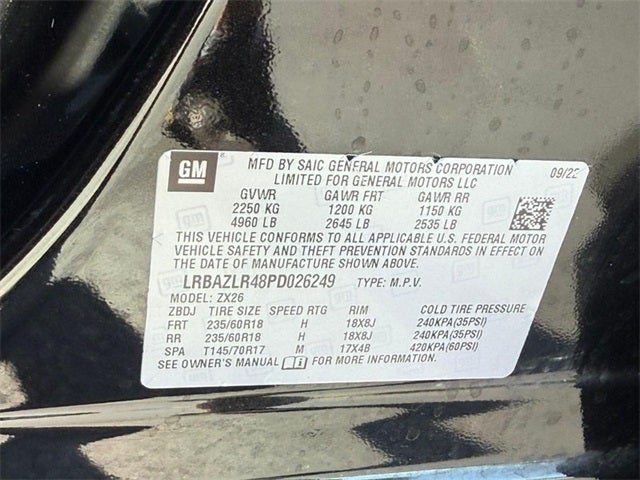 GM
MFD BY SAIC GENERAL MOTORS CORPORATION
LIMITED FOR GENERAL MOTORS LLC
09/22
GVWR GAWR FRT GAWR RR
2250 KG 1200 KG 1150 KG
4960 LB 2645 LB 2535 LB
THIS VEHICLE CONFORMS TO ALL APPLICABLE U.S. FEDERAL MOTOR
VEHICLE SAFETY AND THEFT PREVENTION STANDARDS IN EFFECT ON
THE DATE OF MANUFACTURE SHOWN ABOVE.
LRBAZLR48PD026249 TYPE: M.P.V.
MODEL: ZX26
ZBDJ TIRE SIZE SPEED RTG RIM COLD TIRE PRESSURE
FRT 235/60R18 H 18X8J 240KPA(35PSI)
RR 235/60R18 H 18X8J 240KPA(35PSI)
SPA T145/70R17 M 17X4B 420KPA(60PSI)
SEE OWNER'S MANUAL FOR MORE INFORMATION.